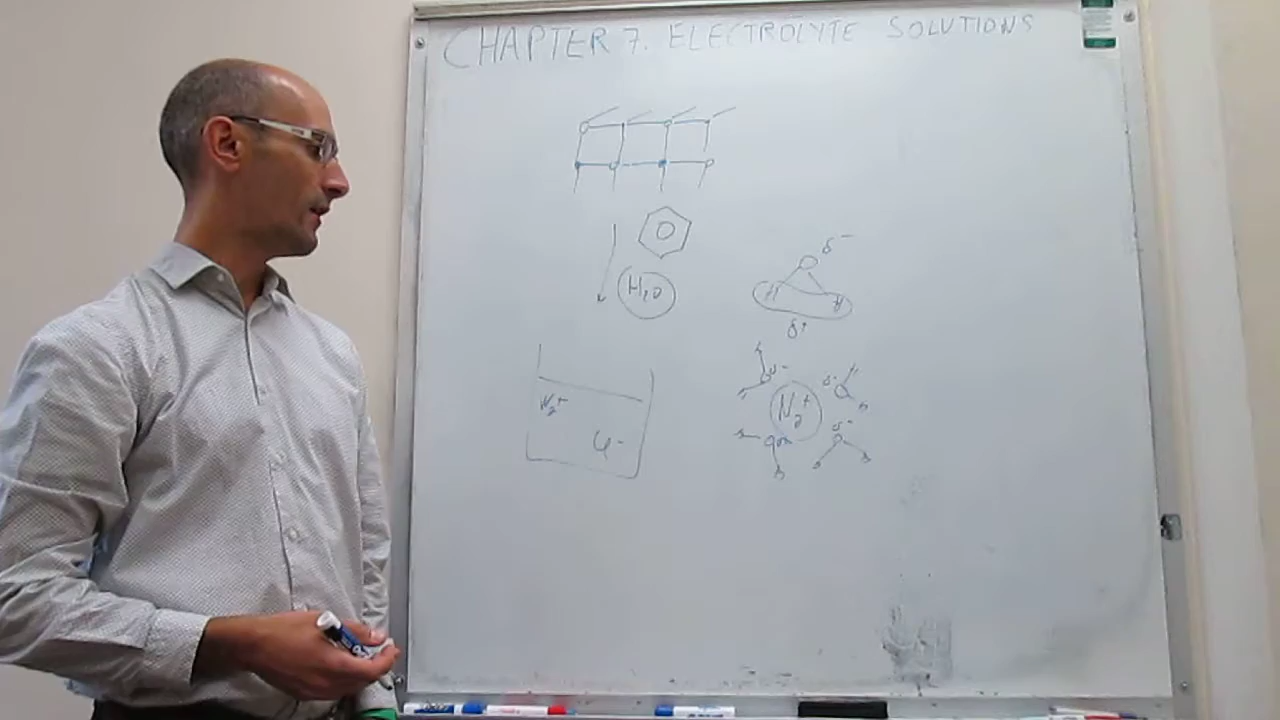 CHAPTER 7. ELECTROLYTE SOLUTIONS
δ-
H2O
H H
δ+
δ-
δ-
Na+
Na+
δ-
Cl-